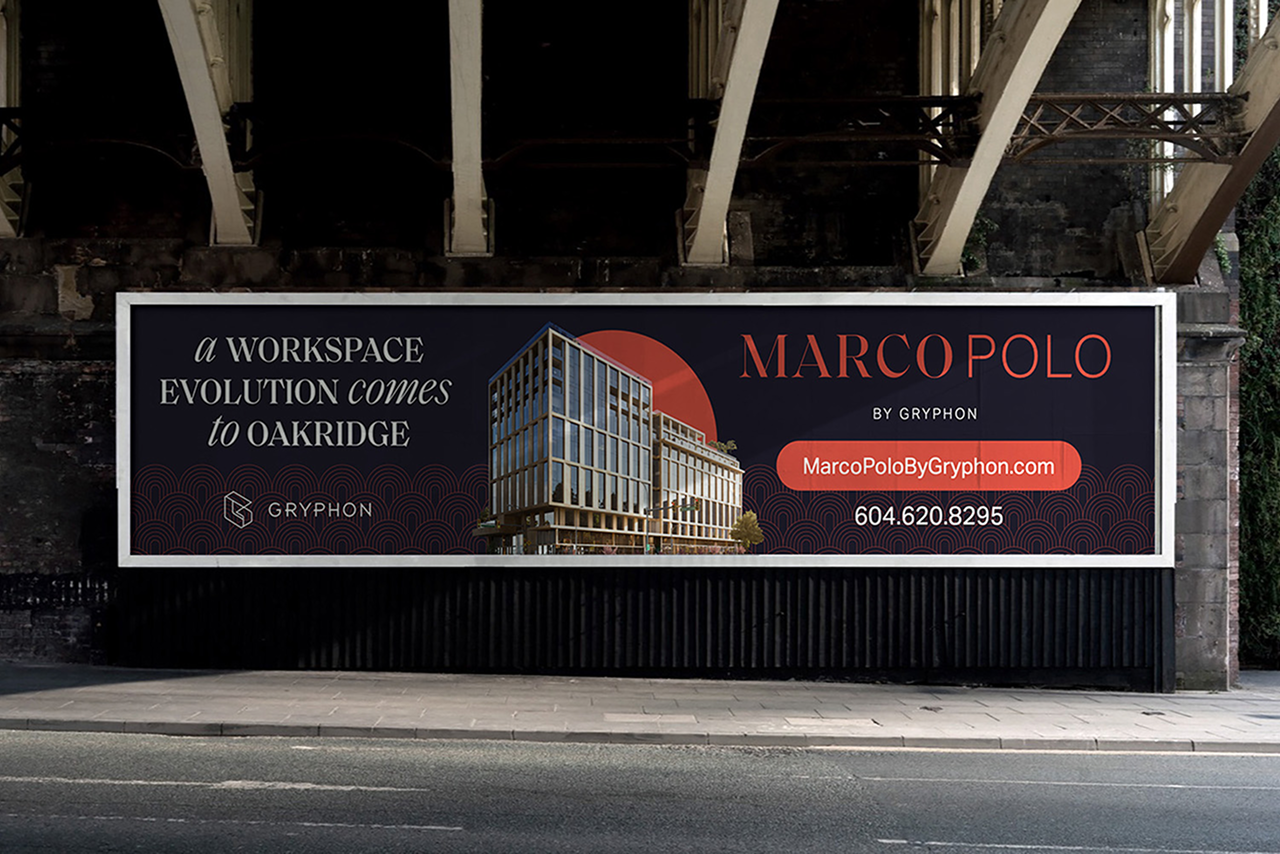 a WORKSPACE
EVOLUTION comes
to OAKRIDGE
GRYPHON
MARCO POLO
BY GRYPHON
MarcoPoloByGryphon.com
604.620.8295